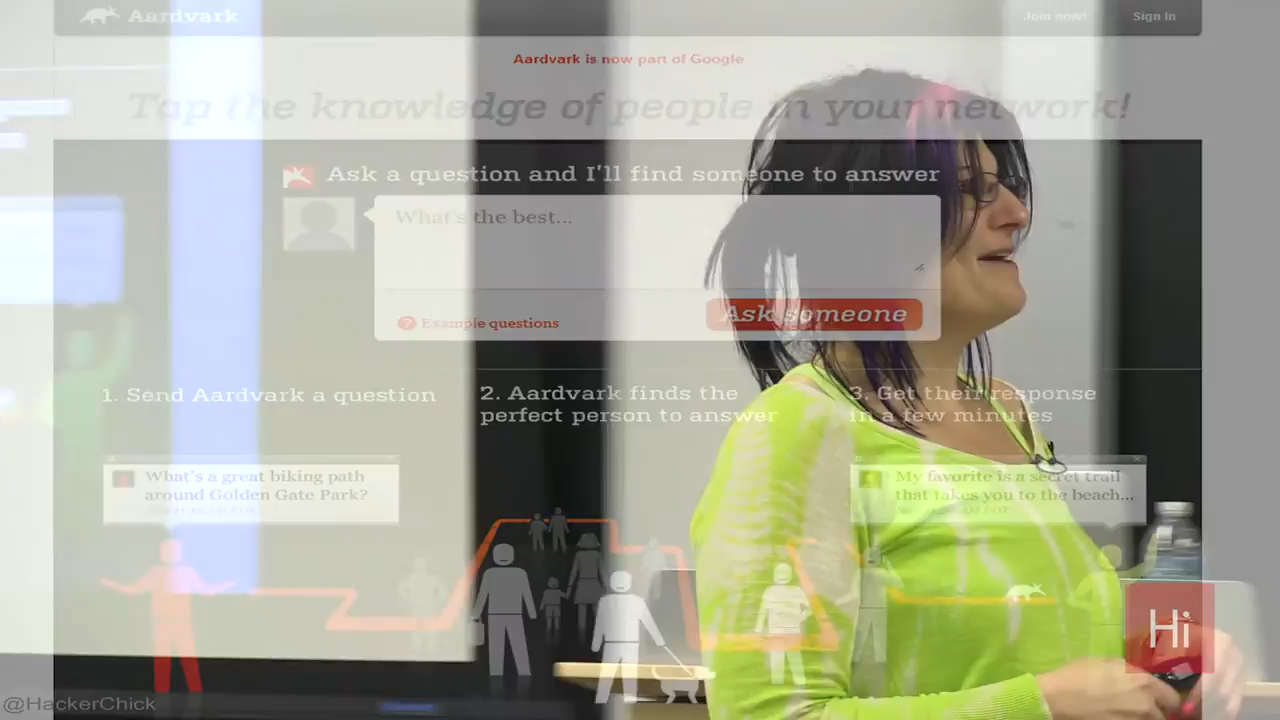 Aardvark
Join now!
Sign In
Aardvark is now part of Google
Tap the knowledge of people in your network!
Ask a question and I'll find someone to answer
What's the best...
Example questions
Ask someone
1. Send Aardvark a question
2. Aardvark finds the
perfect person to answer
3. Get their response
in a few minutes
What's a great biking path
around Golden Gate Park?
My favorite is a secret trail
that takes you to the beach...
Hi
@HackerChick